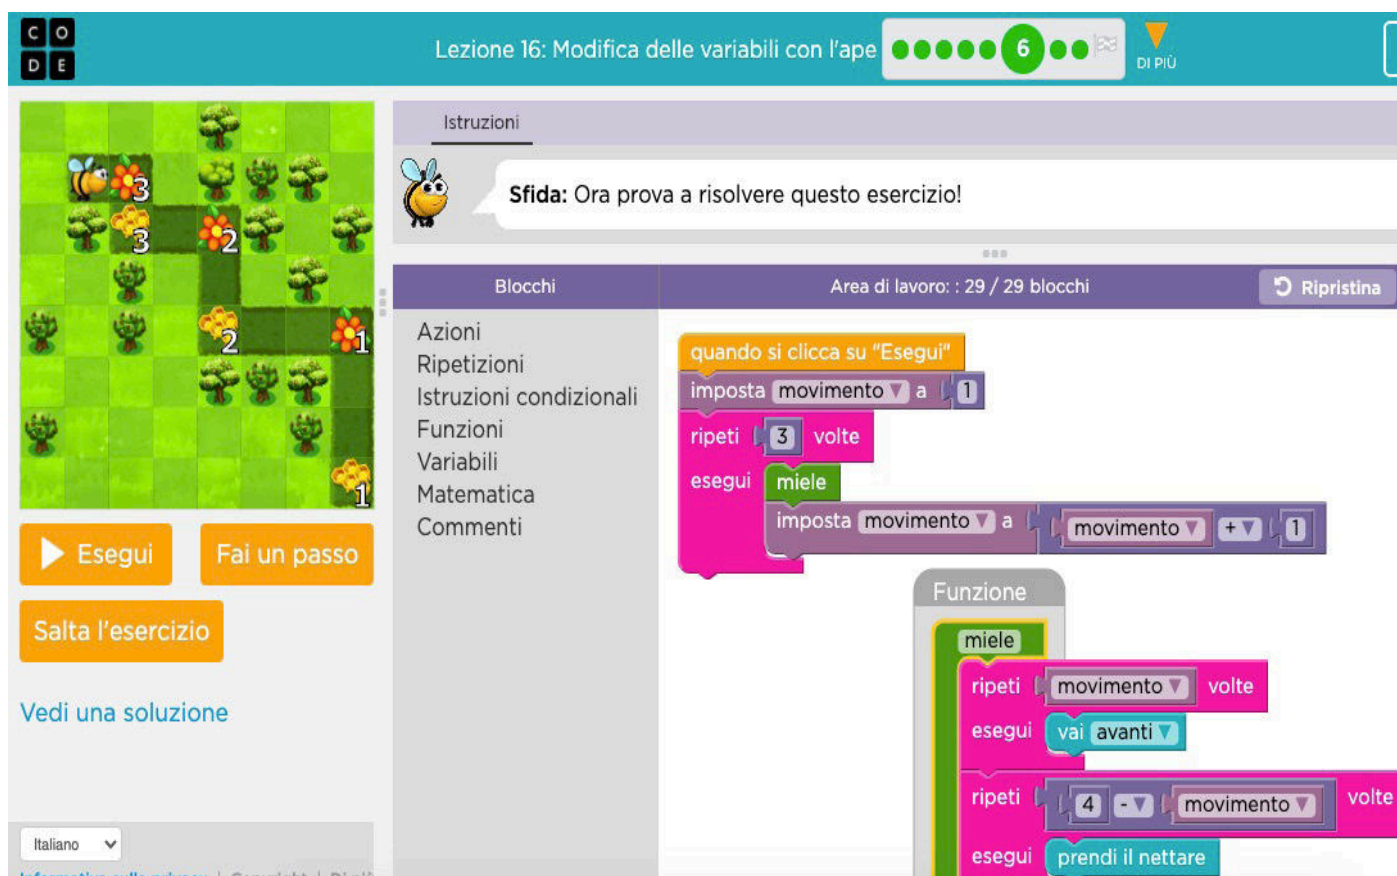 C O
D E
Lezione 16: Modifica delle variabili con l'ape
6
DI PIÙ
Istruzioni
Sfida: Ora prova a risolvere questo esercizio!
3
3
2
2
1
1
Blocchi
Area di lavoro: : 29 / 29 blocchi
Ripristina
Azioni
Ripetizioni
Istruzioni condizionali
Funzioni
Variabili
Matematica
Commenti
quando si clicca su "Esegui"
imposta movimento a 1
ripeti 3 volte
esegui miele
imposta movimento a movimento + 1
Funzione
miele
ripeti movimento volte
esegui vai avanti
ripeti 4 - movimento volte
esegui prendi il nettare
Esegui
Fai un passo
Salta l'esercizio
Vedi una soluzione
Italiano